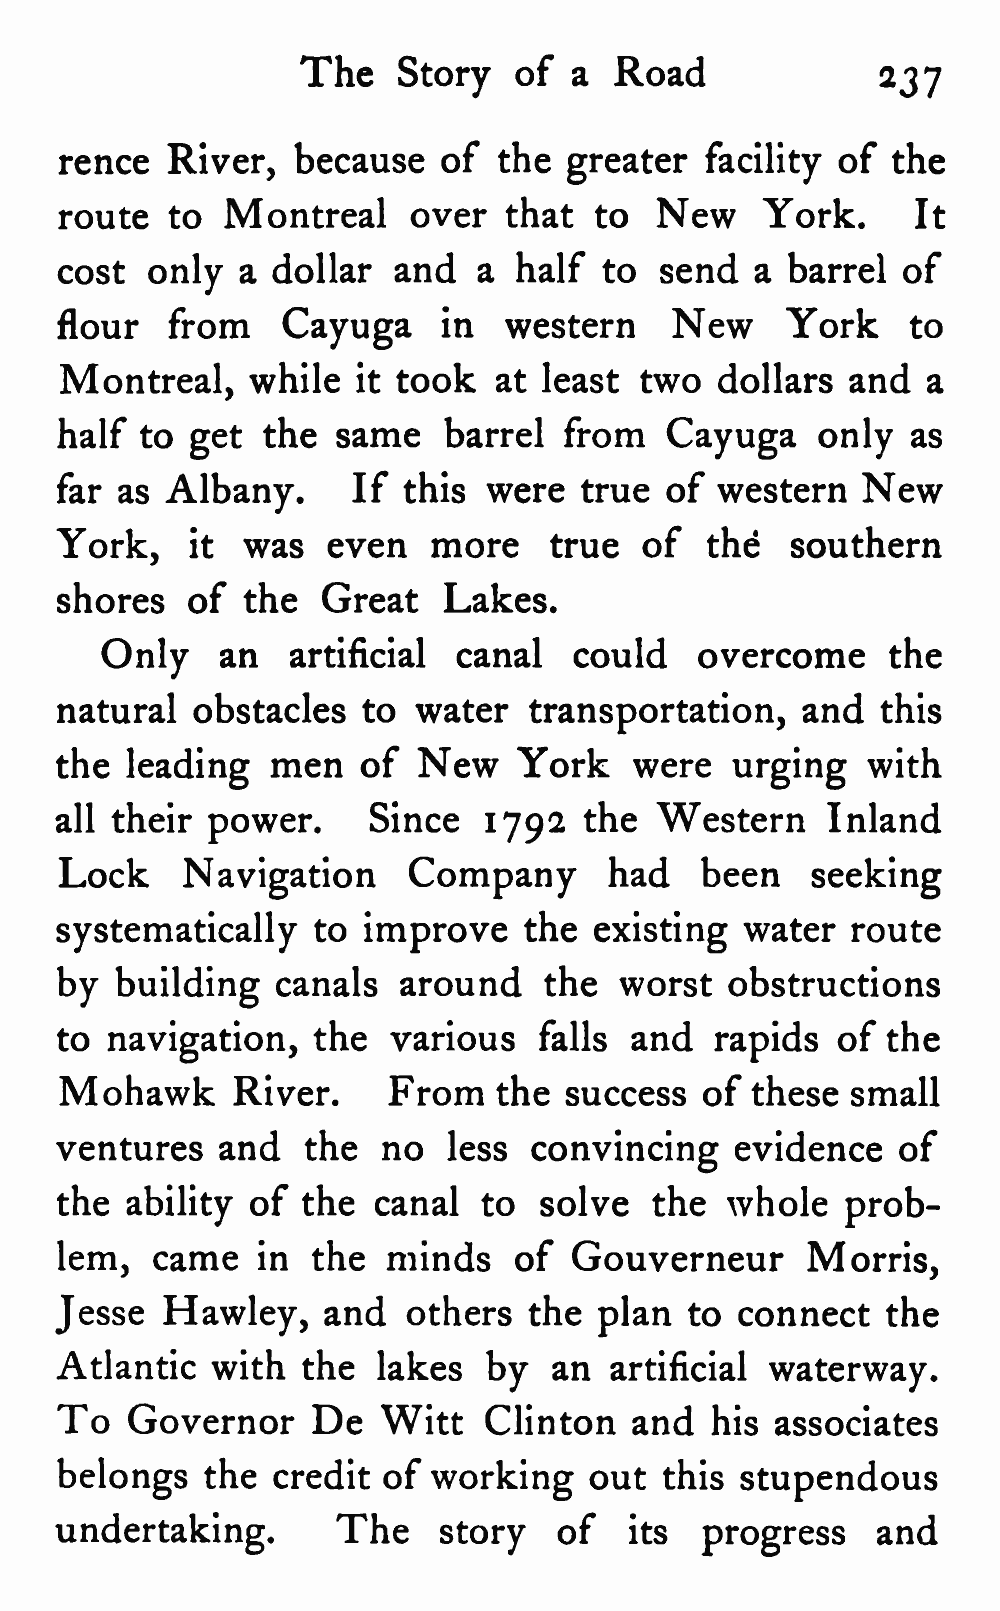 The Story of a Road 237
rence River, because of the greater facility of the
route to Montreal over that to New York. It
cost only a dollar and a half to send a barrel of
flour from Cayuga in western New York to
Montreal, while it took at least two dollars and a
half to get the same barrel from Cayuga only as
far as Albany. If this were true of western New
York, it was even more true of the southern
shores of the Great Lakes.
Only an artificial canal could overcome the
natural obstacles to water transportation, and this
the leading men of New York were urging with
all their power. Since 1792 the Western Inland
Lock Navigation Company had been seeking
systematically to improve the existing water route
by building canals around the worst obstructions
to navigation, the various falls and rapids of the
Mohawk River. From the success of these small
ventures and the no less convincing evidence of
the ability of the canal to solve the whole prob-
lem, came in the minds of Gouverneur Morris,
Jesse Hawley, and others the plan to connect the
Atlantic with the lakes by an artificial waterway.
To Governor De Witt Clinton and his associates
belongs the credit of working out this stupendous
undertaking. The story of its progress and